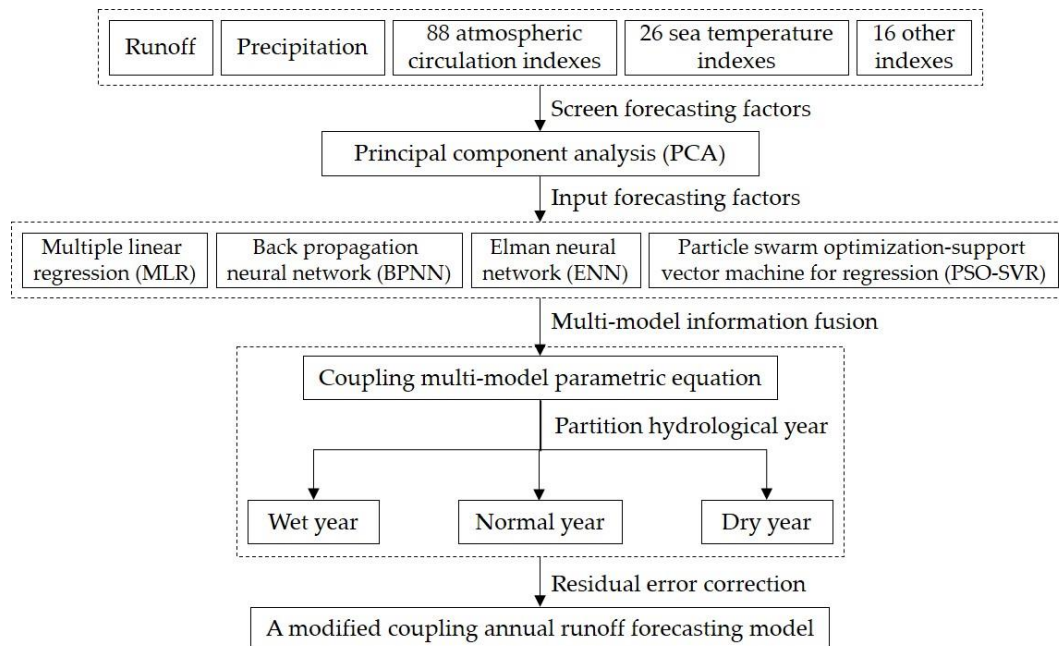 Runoff
Precipitation
88 atmospheric
circulation indexes
26 sea temperature
indexes
16 other
indexes
Screen forecasting factors
Principal component analysis (PCA)
Input forecasting factors
Multiple linear
regression (MLR)
Back propagation
neural network (BPNN)
Elman neural
network (ENN)
Particle swarm optimization-support
vector machine for regression (PSO-SVR)
Multi-model information fusion
Coupling multi-model parametric equation
Partition hydrological year
Wet year
Normal year
Dry year
Residual error correction
A modified coupling annual runoff forecasting model